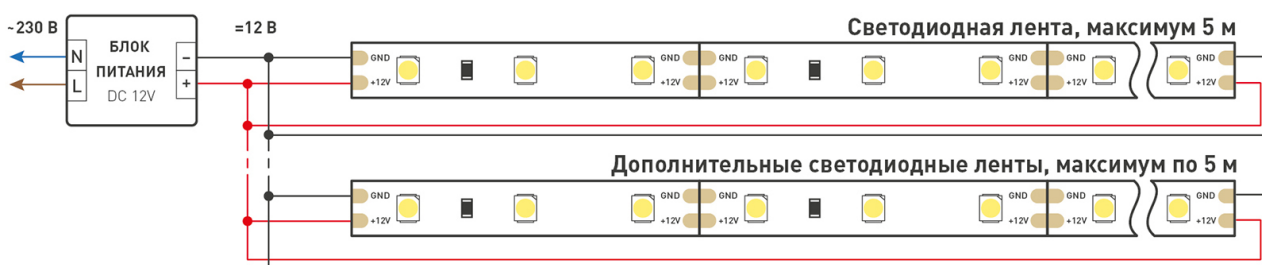 ~230 В
БЛОК
ПИТАНИЯ
DC 12V
N
L
–
+
=12 В
Светодиодная лента, максимум 5 м
GND GND GND GND GND GND
+12V +12V +12V +12V +12V +12V
Дополнительные светодиодные ленты, максимум по 5 м
GND GND GND GND GND GND
+12V +12V +12V +12V +12V +12V